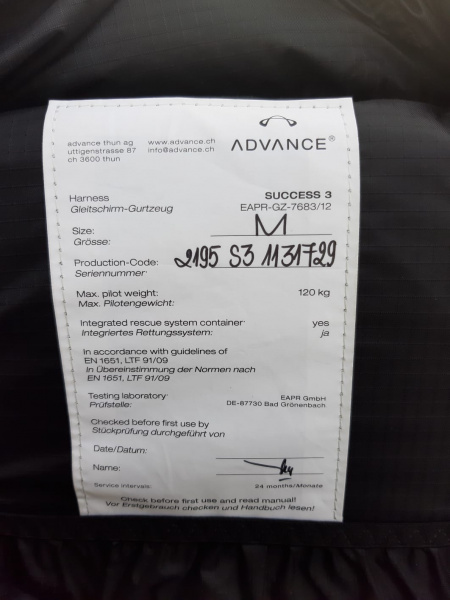 advance thun ag www.advance.ch
uttigenstrasse 87 info@advance.ch
ch 3600 thun
ADVANCE®
Harness SUCCESS 3
Gleitschirm-Gurtzeug EAPR-GZ-7683/12
Size: M
Grösse:
Production-Code: 2195 S3 1131729
Seriennummer:
Max. pilot weight: 120 kg
Max. Pilotengewicht:
Integrated rescue system container yes
Integriertes Rettungssystem: ja
In accordance with guidelines of
EN 1651, LTF 91/09
In Übereinstimmung der Normen nach
EN 1651, LTF 91/09
Testing laboratory EAPR GmbH
Prüfstelle: DE-87730 Bad Grönenbach
Checked before first use by
Stückprüfung durchgeführt von
Date/Datum:
Name:
Service intervals: 24 months/Monate
Check before first use and read manual!
Vor Erstgebrauch checken und Handbuch lesen!